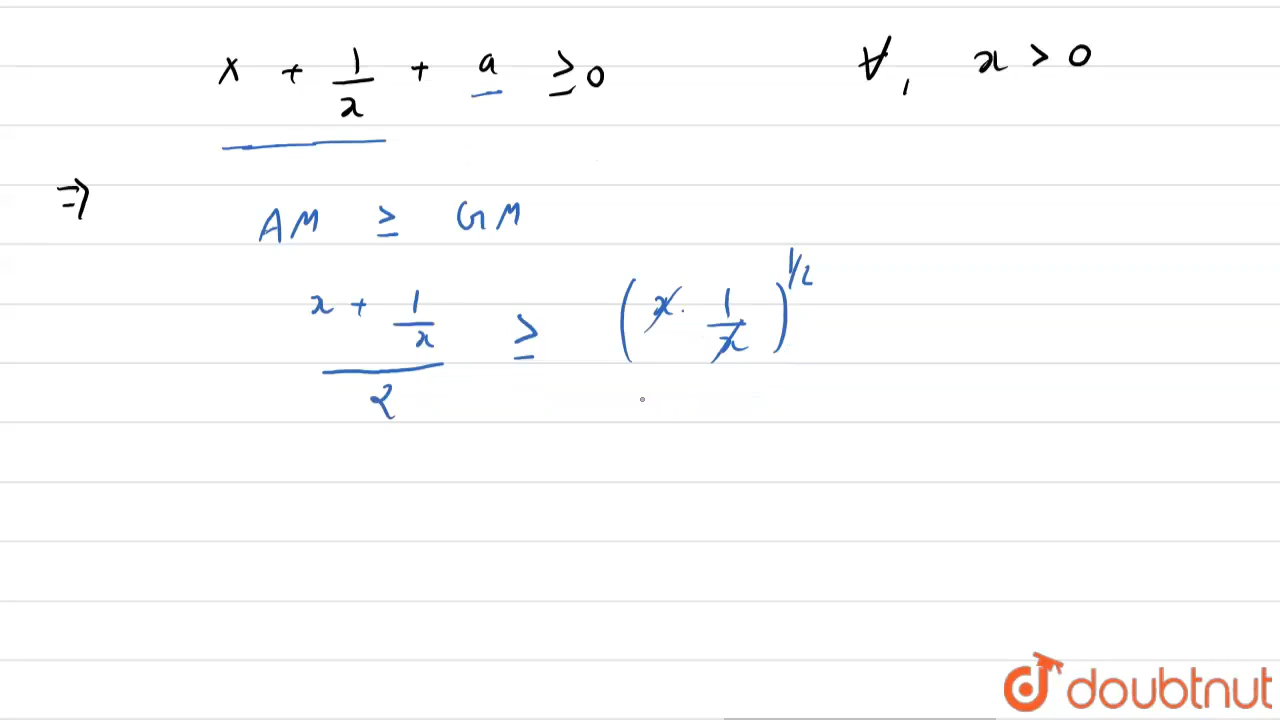 x + 1/x + a ≥ 0 ∀, x > 0
⇒ AM ≥ GM
(x + 1/x)/2 ≥ (x · 1/x)^1/2
doubtnut